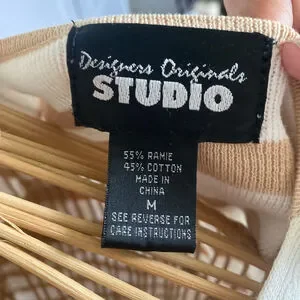 Designers Originals
STUDIO
55% RAMIE
45% COTTON
MADE IN
CHINA
M
SEE REVERSE FOR
CARE INSTRUCTIONS